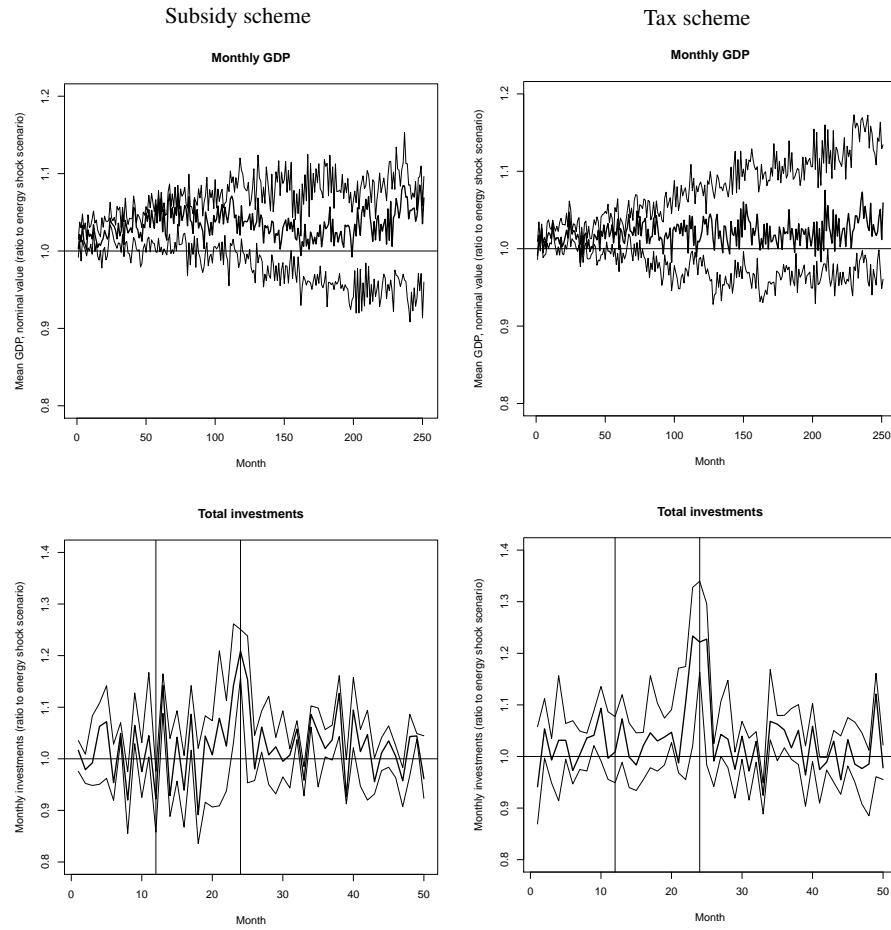 Subsidy scheme
Tax scheme
Monthly GDP
Mean GDP, nominal value (ratio to energy shock scenario)
1.2
1.1
1.0
0.9
0.8
0 50 100 150 200 250
Month
Monthly GDP
Mean GDP, nominal value (ratio to energy shock scenario)
1.2
1.1
1.0
0.9
0.8
0 50 100 150 200 250
Month
Total investments
Monthly investments (ratio to energy shock scenario)
1.4
1.3
1.2
1.1
1.0
0.9
0.8
0 10 20 30 40 50
Month
Total investments
Monthly investments (ratio to energy shock scenario)
1.4
1.3
1.2
1.1
1.0
0.9
0.8
0 10 20 30 40 50
Month